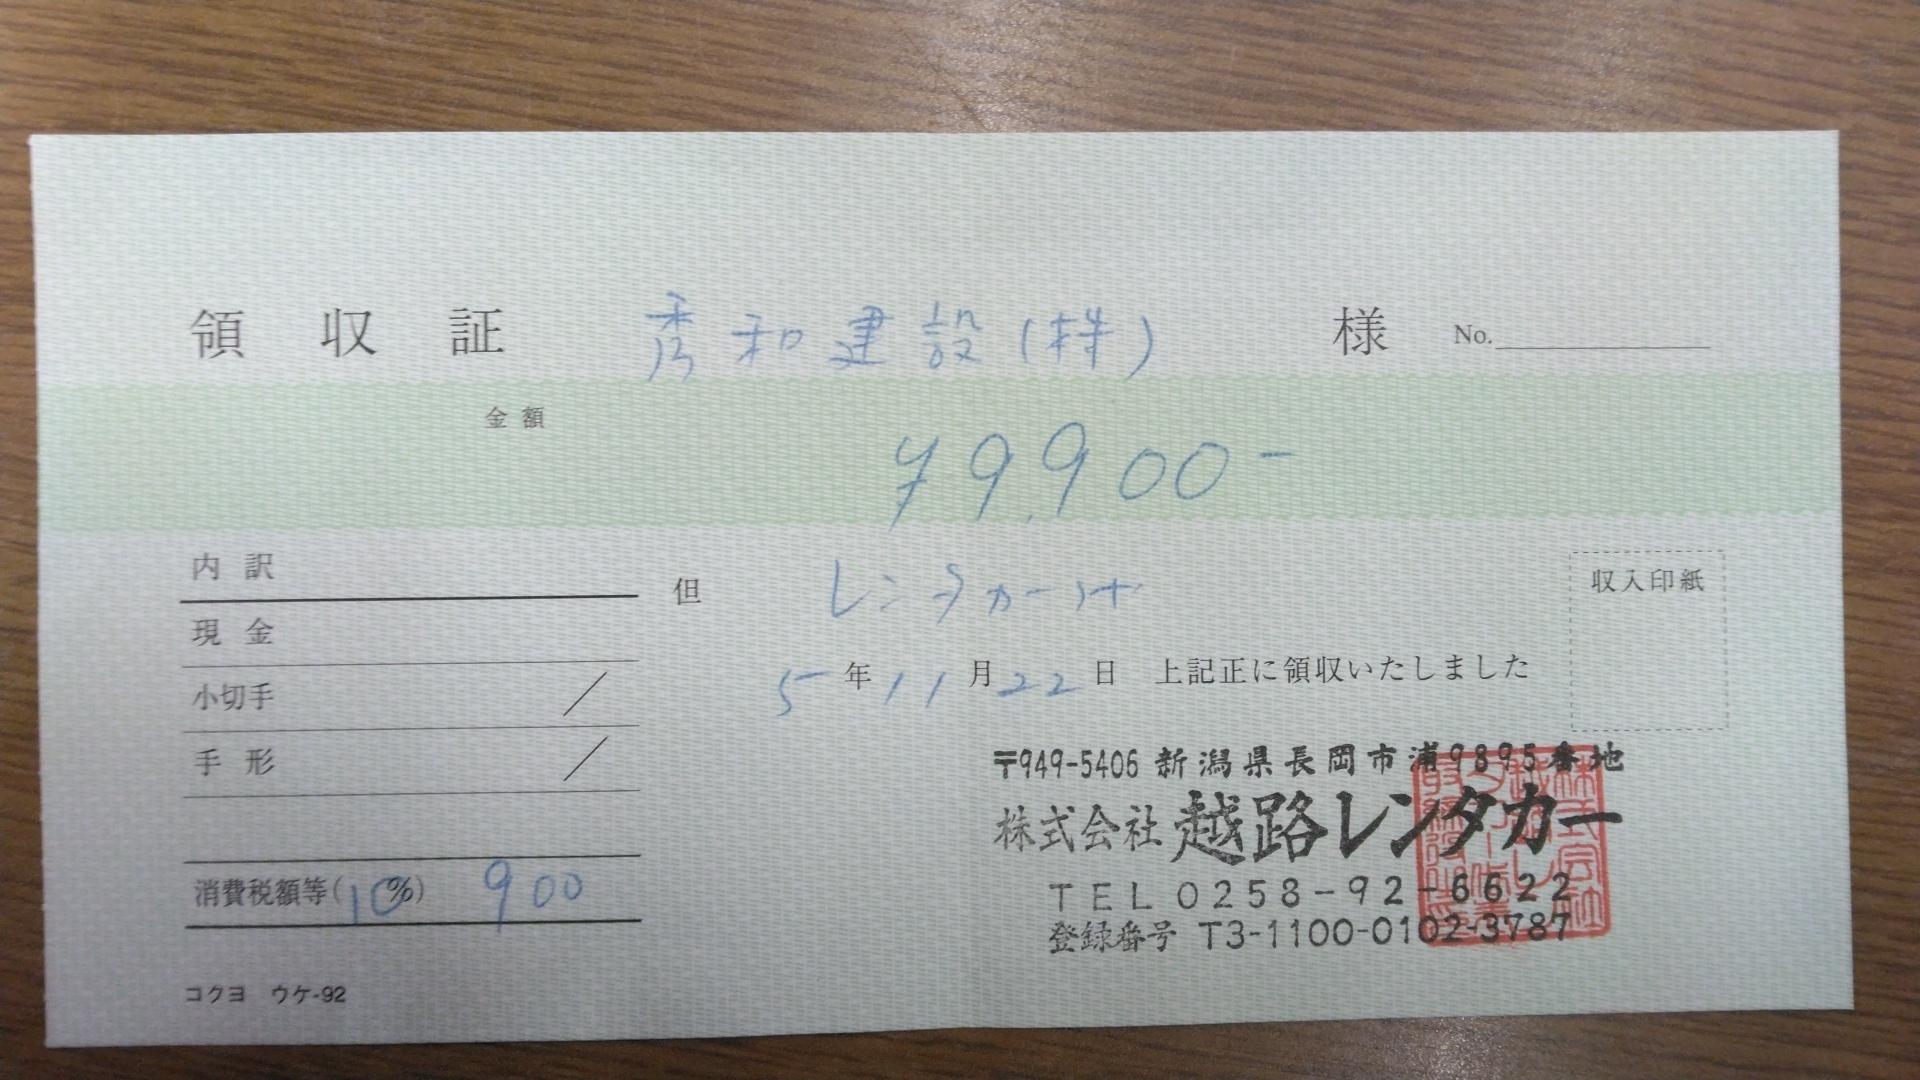 領収証 秀和建設(株) 様 No.
金額
¥9,900-
内訳
但 レンタカー代
収入印紙
現金
5年11月22日 上記正に領収いたしました
小切手 /
手形 /
〒949-5406 新潟県長岡市浦9895番地
株式会社 越路レンタカー
消費税額等(10%) 900
TEL 0258-92-6622
登録番号 T3-1100-0102-3787
コクヨ ウケ-92